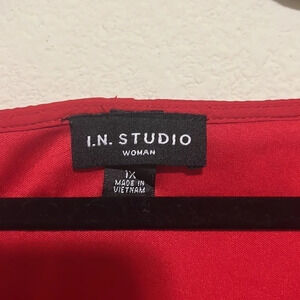 I.N. STUDIO
WOMAN
1X
MADE IN
VIETNAM